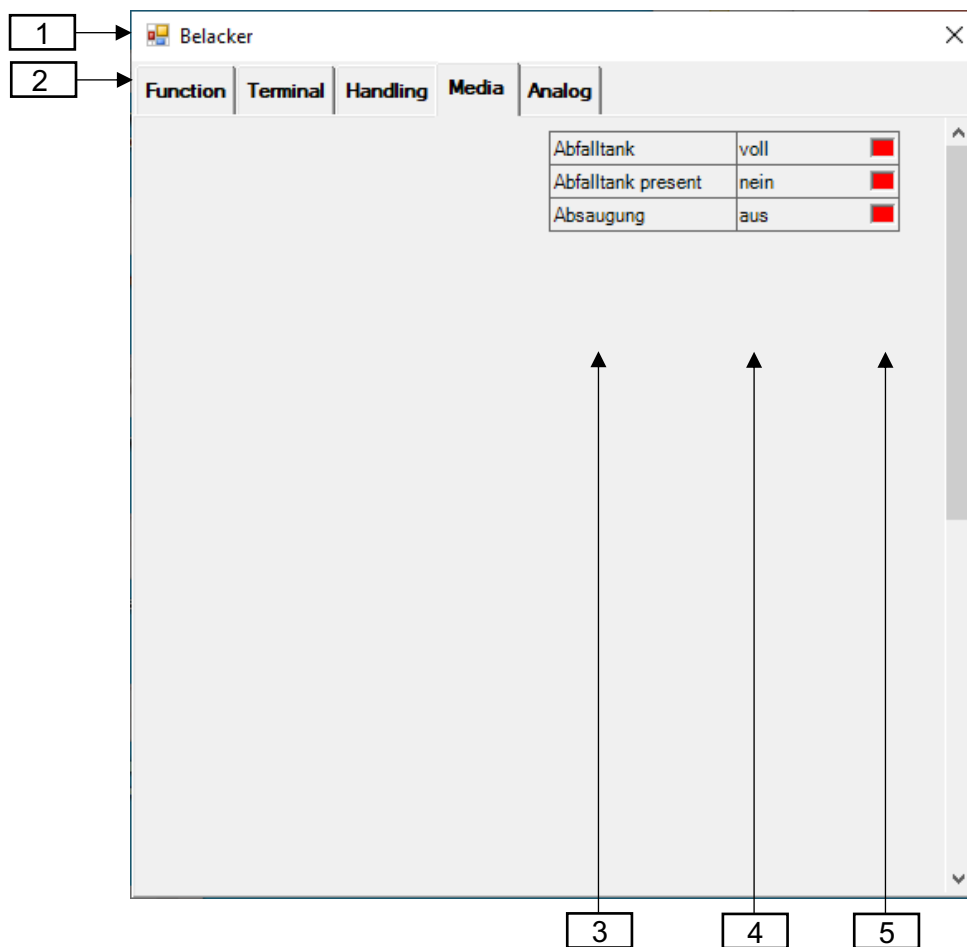 1
Belacker
2
Function Terminal Handling Media Analog
Abfalltank voll
Abfalltank present nein
Absaugung aus
3 4 5